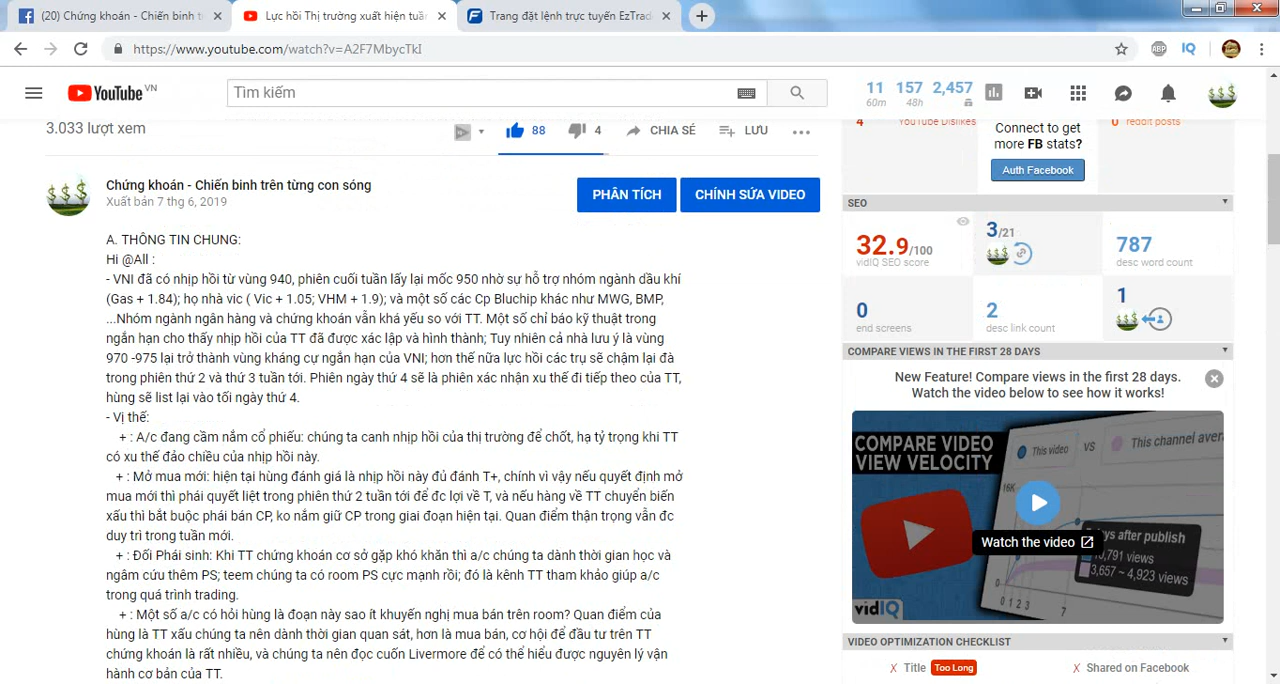 (20) Chứng khoán - Chiến binh t
Lực hồi Thị trường xuất hiện tuần
Trang đặt lệnh trực tuyến EzTrade
https://www.youtube.com/watch?v=A2F7MbycTkI
ABP
IQ
YouTube VN
Tìm kiếm
11 157 2,457
60m 48h
3.033 lượt xem
88
4
CHIA SẺ
LƯU
Chứng khoán - Chiến binh trên từng con sóng
Xuất bản 7 thg 6, 2019
PHÂN TÍCH
CHỈNH SỬA VIDEO
A. THÔNG TIN CHUNG:
Hi @All :
- VNI đã có nhịp hồi từ vùng 940, phiên cuối tuần lấy lại mốc 950 nhờ sự hỗ trợ nhóm ngành dầu khí
(Gas + 1.84); họ nhà vic ( Vic + 1.05; VHM + 1.9); và một số các Cp Bluchip khác như MWG, BMP,
...Nhóm ngành ngân hàng và chứng khoán vẫn khá yếu so với TT. Một số chỉ báo kỹ thuật trong
ngắn hạn cho thấy nhịp hồi của TT đã được xác lập và hình thành; Tuy nhiên cả nhà lưu ý là vùng
970 -975 lại trở thành vùng kháng cự ngắn hạn của VNI; hơn thế nữa lực hồi các trụ sẽ chậm lại đà
trong phiên thứ 2 và thứ 3 tuần tới. Phiên ngày thứ 4 sẽ là phiên xác nhận xu thế đi tiếp theo của TT,
hùng sẽ list lại vào tối ngày thứ 4.
- Vị thế:
+ : A/c đang cầm nắm cổ phiếu: chúng ta canh nhịp hồi của thị trường để chốt, hạ tỷ trọng khi TT
có xu thế đảo chiều của nhịp hồi này.
+ : Mở mua mới: hiện tại hùng đánh giá là nhịp hồi này đủ đánh T+, chính vì vậy nếu quyết định mở
mua mới thì phải quyết liệt trong phiên thứ 2 tuần tới để đc lợi về T, và nếu hàng về TT chuyển biến
xấu thì bắt buộc phải bán CP, ko nắm giữ CP trong giai đoạn hiện tại. Quan điểm thận trọng vẫn đc
duy trì trong tuần mới.
+ : Đối Phái sinh: Khi TT chứng khoán cơ sở gặp khó khăn thì a/c chúng ta dành thời gian học và
ngâm cứu thêm PS; teem chúng ta có room PS cực mạnh rồi; đó là kênh TT tham khảo giúp a/c
trong quá trình trading.
+ : Một số a/c có hỏi hùng là đoạn này sao ít khuyến nghị mua bán trên room? Quan điểm của
hùng là TT xấu chúng ta nên dành thời gian quan sát, hơn là mua bán, cơ hội để đầu tư trên TT
chứng khoán là rất nhiều, và chúng ta nên đọc cuốn Livermore để có thể hiểu được nguyên lý vận
hành cơ bản của TT.
4 YouTube Dislikes
Connect to get
more FB stats?
Auth Facebook
0 reddit posts
SEO
32.9/100
vidIQ SEO score
3/21
787
desc word count
0
end screens
2
desc link count
1
COMPARE VIEWS IN THE FIRST 28 DAYS
New Feature! Compare views in the first 28 days.
Watch the video below to see how it works!
COMPARE VIDEO
VIEW VELOCITY
This video VS This channel aver
16K
Watch the video
days after publish
10,791 views
3,657 ~ 4,923 views
0 1 2 3 7
vidIQ
VIDEO OPTIMIZATION CHECKLIST
X Title Too Long
X Shared on Facebook